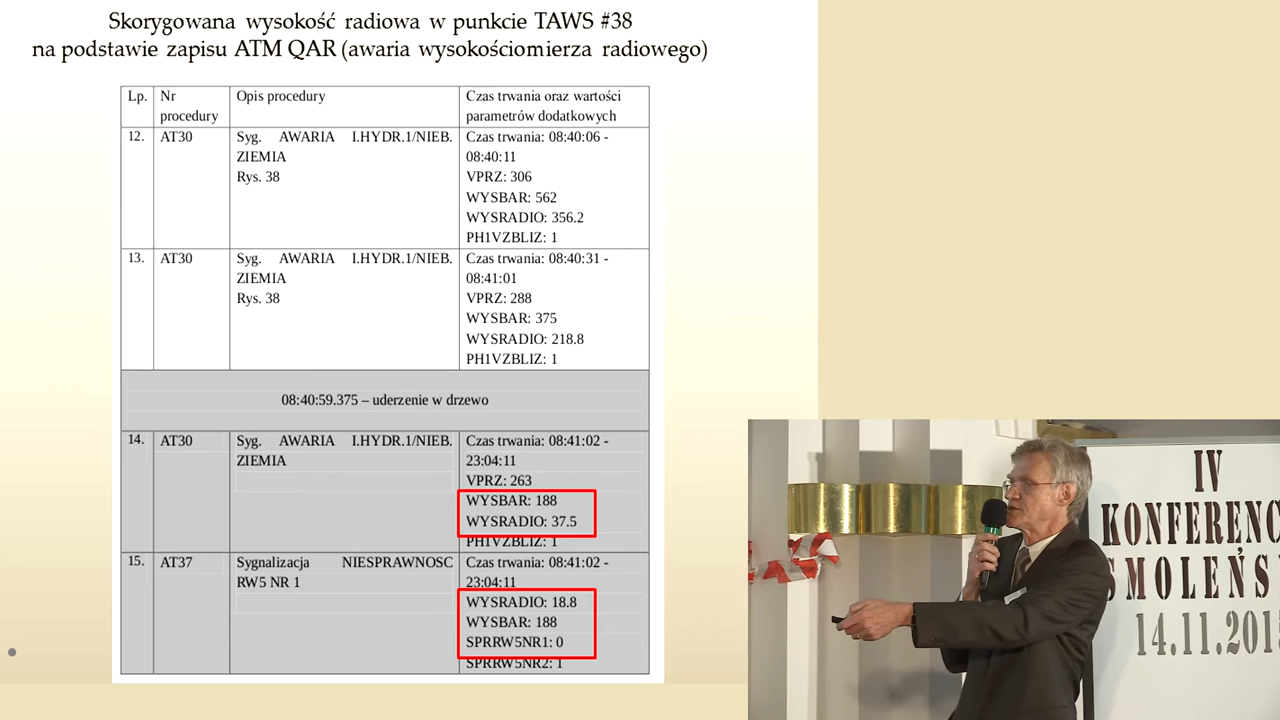 Skorygowana wysokość radiowa w punkcie TAWS #38
na podstawie zapisu ATM QAR (awaria wysokościomierza radiowego)
Lp.
Nr
procedury
Opis procedury
Czas trwania oraz wartości
parametrów dodatkowych
12.
AT30
Syg. AWARIA I.HYDR.1/NIEB.
ZIEMIA
Rys. 38
Czas trwania: 08:40:06 -
08:40:11
VPRZ: 306
WYSBAR: 562
WYSRADIO: 356.2
PH1VZBLIZ: 1
13.
AT30
Syg. AWARIA I.HYDR.1/NIEB.
ZIEMIA
Rys. 38
Czas trwania: 08:40:31 -
08:41:01
VPRZ: 288
WYSBAR: 375
WYSRADIO: 218.8
PH1VZBLIZ: 1
08:40:59.375 – uderzenie w drzewo
14.
AT30
Syg. AWARIA I.HYDR.1/NIEB.
ZIEMIA
Czas trwania: 08:41:02 -
23:04:11
VPRZ: 263
WYSBAR: 188
WYSRADIO: 37.5
PH1VZBLIZ: 1
15.
AT37
Sygnalizacja NIESPRAWNOSC
RW5 NR 1
Czas trwania: 08:41:02 -
23:04:11
WYSRADIO: 18.8
WYSBAR: 188
SPRRW5NR1: 0
SPRRW5NR2: 1
IV
KONFERENC
SMOLEŃS
14.11.201